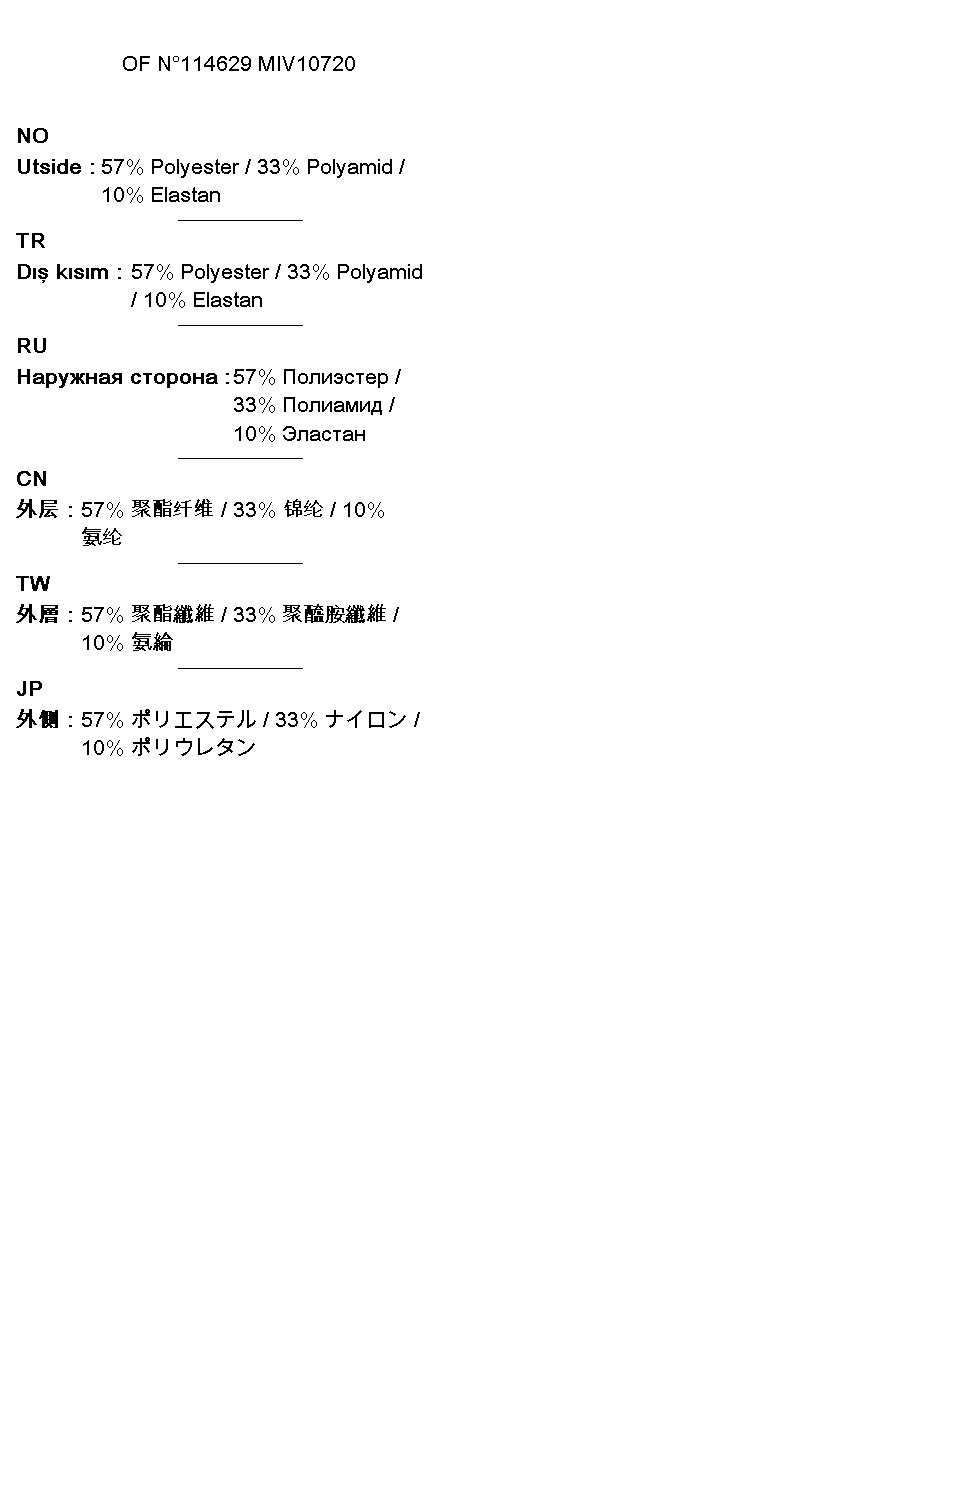 OF N°114629 MIV10720
NO
Utside : 57% Polyester / 33% Polyamid /
10% Elastan
TR
Dış kısım : 57% Polyester / 33% Polyamid
/ 10% Elastan
RU
Наружная сторона : 57% Полиэстер /
33% Полиамид /
10% Эластан
CN
外层 : 57% 聚酯纤维 / 33% 锦纶 / 10%
氨纶
TW
外層 : 57% 聚酯纖維 / 33% 聚醯胺纖維 /
10% 氨綸
JP
外側 : 57% ポリエステル / 33% ナイロン /
10% ポリウレタン